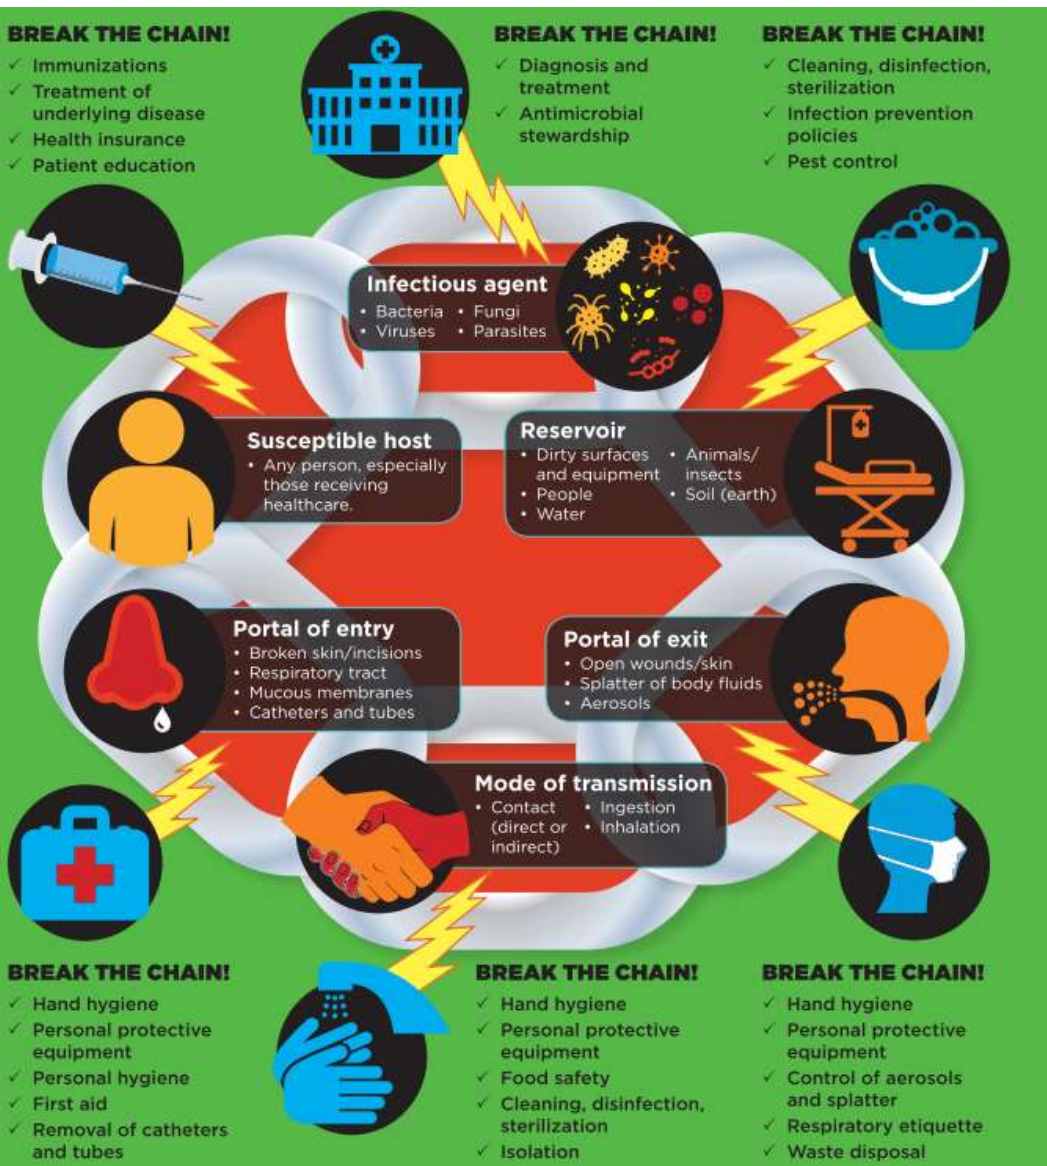 BREAK THE CHAIN!
✓ Immunizations
✓ Treatment of
underlying disease
✓ Health insurance
✓ Patient education
BREAK THE CHAIN!
✓ Diagnosis and
treatment
✓ Antimicrobial
stewardship
BREAK THE CHAIN!
✓ Cleaning, disinfection,
sterilization
✓ Infection prevention
policies
✓ Pest control
Infectious agent
• Bacteria • Fungi
• Viruses • Parasites
Susceptible host
• Any person, especially
those receiving
healthcare.
Reservoir
• Dirty surfaces
and equipment
• People
• Water
• Animals/
insects
• Soil (earth)
Portal of entry
• Broken skin/incisions
• Respiratory tract
• Mucous membranes
• Catheters and tubes
Portal of exit
• Open wounds/skin
• Splatter of body fluids
• Aerosols
Mode of transmission
• Contact
(direct or
indirect)
• Ingestion
• Inhalation
BREAK THE CHAIN!
✓ Hand hygiene
✓ Personal protective
equipment
✓ Personal hygiene
✓ First aid
✓ Removal of catheters
and tubes
BREAK THE CHAIN!
✓ Hand hygiene
✓ Personal protective
equipment
✓ Food safety
✓ Cleaning, disinfection,
sterilization
✓ Isolation
BREAK THE CHAIN!
✓ Hand hygiene
✓ Personal protective
equipment
✓ Control of aerosols
and splatter
✓ Respiratory etiquette
✓ Waste disposal